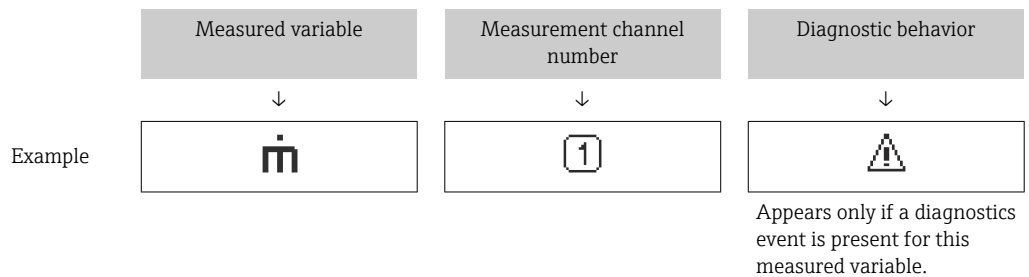 Measured variable
Measurement channel
number
Diagnostic behavior
↓ ↓ ↓
Example ṁ 1 ⚠
Appears only if a diagnostics
event is present for this
measured variable.